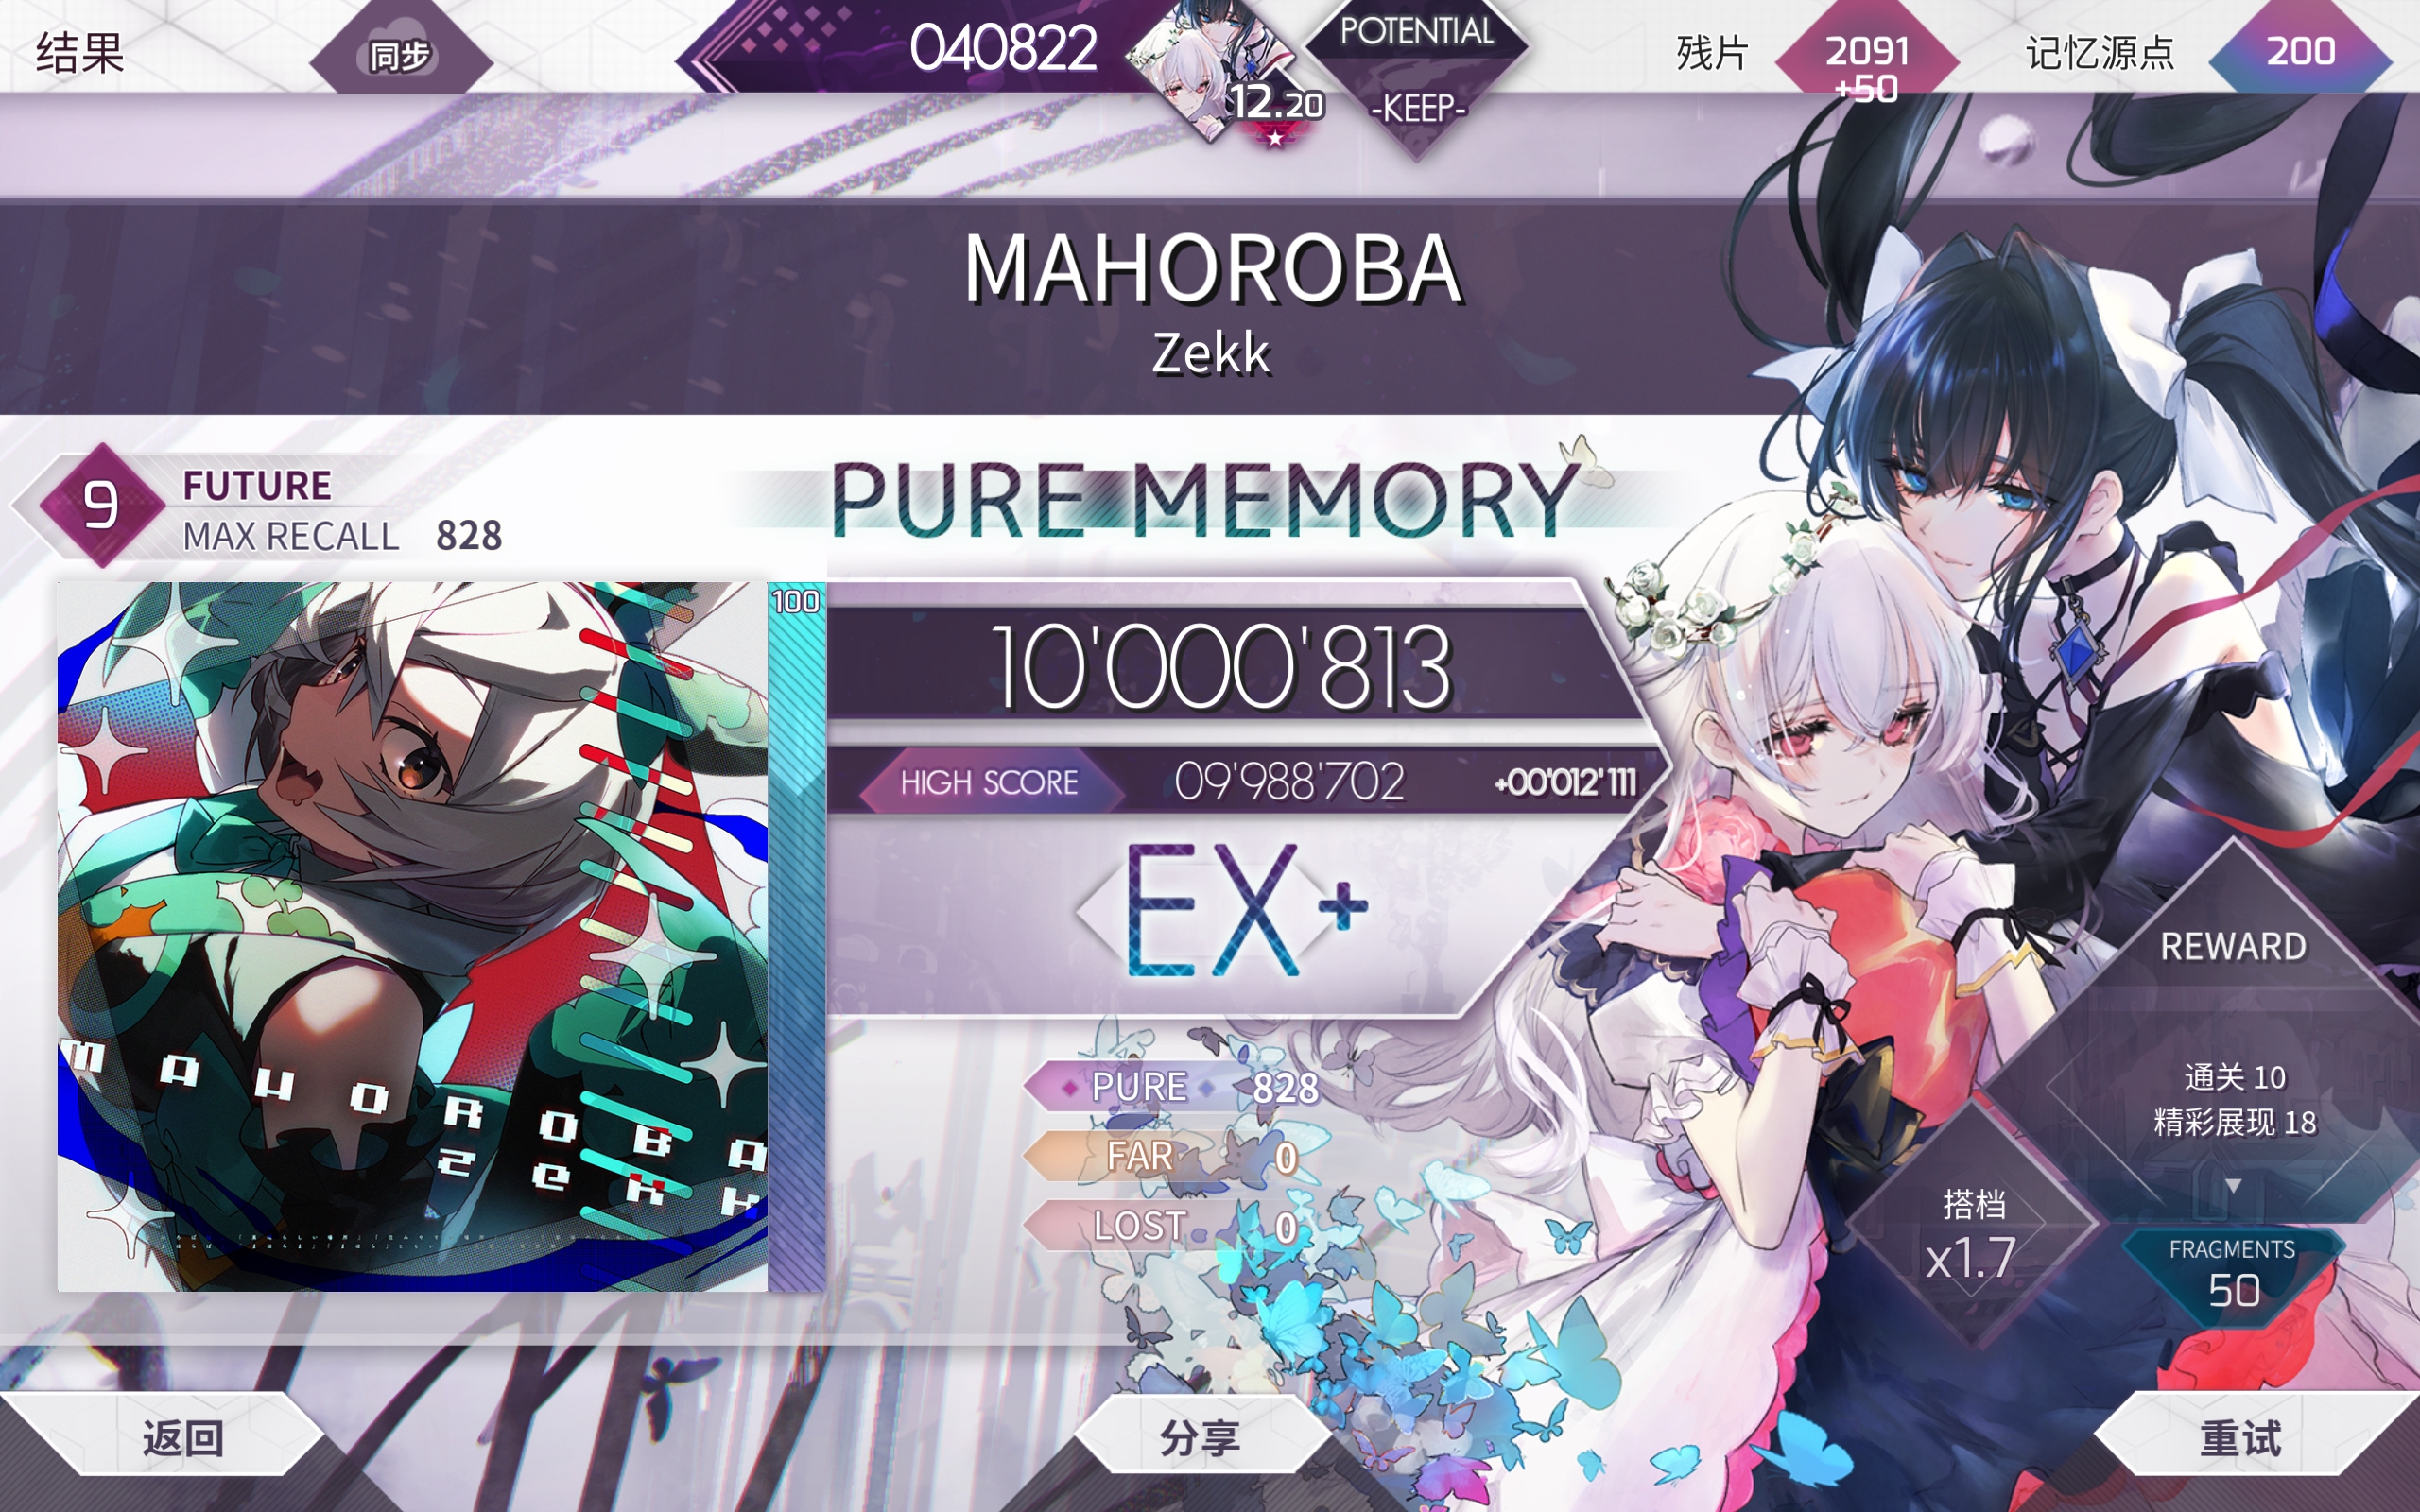 结果
同步
040822
12.20
POTENTIAL
-KEEP-
残片
2091
+50
记忆源点
200
MAHOROBA
Zekk
9
FUTURE
MAX RECALL 828
PURE MEMORY
100
10'000'813
HIGH SCORE 09'988'702 +00'012'111
EX+
MAHOROBA
zekk
PURE 828
FAR 0
LOST 0
REWARD
通关 10
精彩展现 18
搭档
x1.7
FRAGMENTS
50
返回
分享
重试